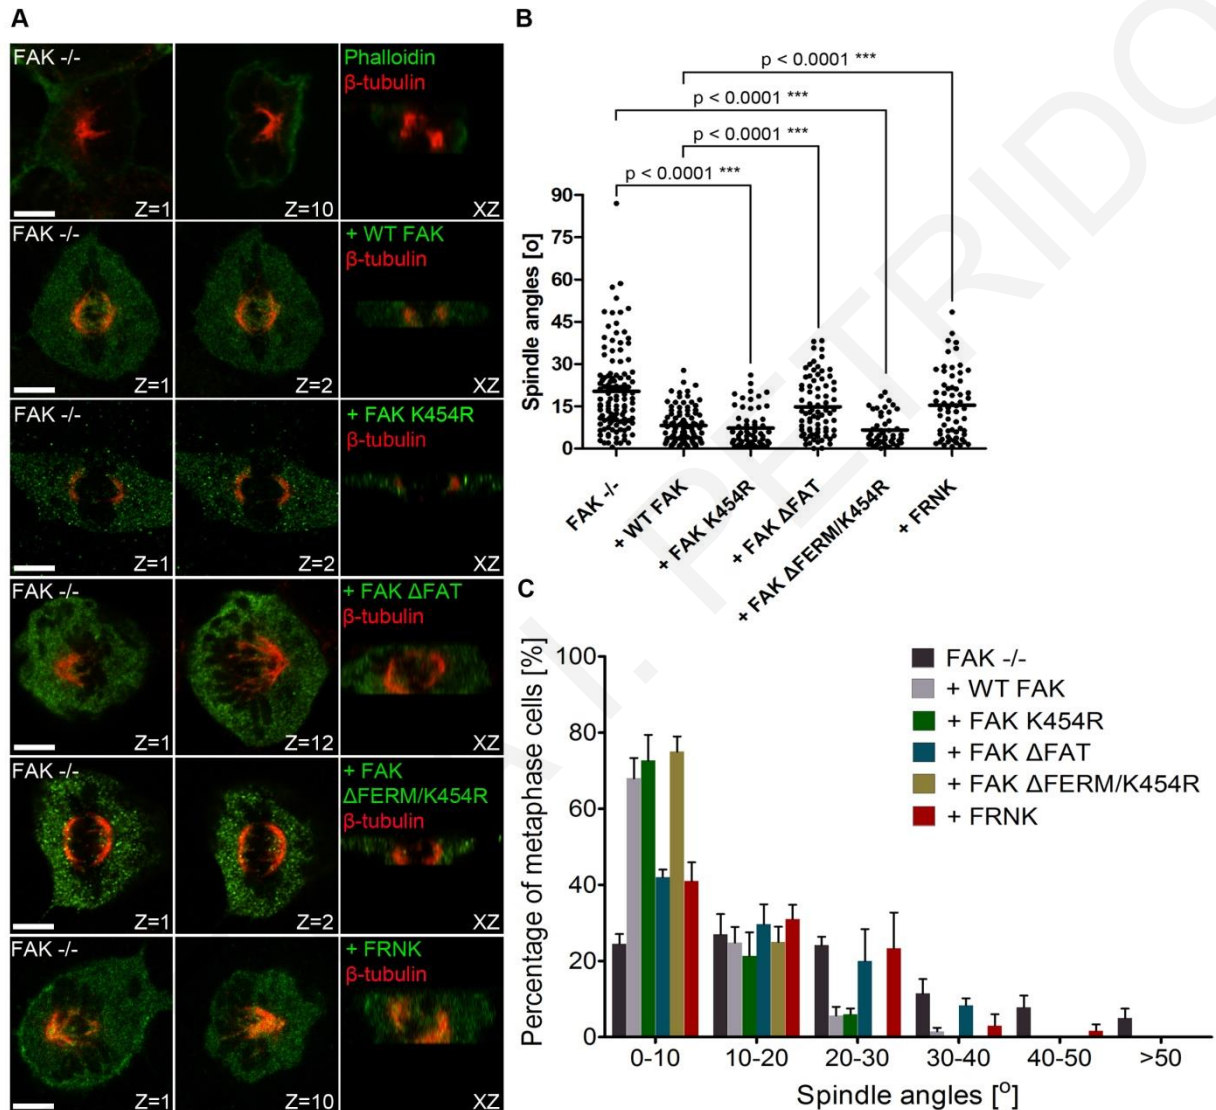 A
FAK -/-
Z=1
Z=10
Phalloidin
β-tubulin
XZ
FAK -/-
Z=1
Z=2
+ WT FAK
β-tubulin
XZ
FAK -/-
Z=1
Z=2
+ FAK K454R
β-tubulin
XZ
FAK -/-
Z=1
Z=12
+ FAK ΔFAT
β-tubulin
XZ
FAK -/-
Z=1
Z=2
+ FAK
ΔFERM/K454R
β-tubulin
XZ
FAK -/-
Z=1
Z=10
+ FRNK
β-tubulin
XZ
B
p < 0.0001 ***
p < 0.0001 ***
p < 0.0001 ***
p < 0.0001 ***
Spindle angles [o]
90
75
60
45
30
15
0
FAK -/-
+ WT FAK
+ FAK K454R
+ FAK ΔFAT
+ FAK ΔFERM/K454R
+ FRNK
C
Percentage of metaphase cells [%]
100
80
60
40
20
0
FAK -/-
+ WT FAK
+ FAK K454R
+ FAK ΔFAT
+ FAK ΔFERM/K454R
+ FRNK
0-10
10-20
20-30
30-40
40-50
>50
Spindle angles [o]
I. PETRIDO